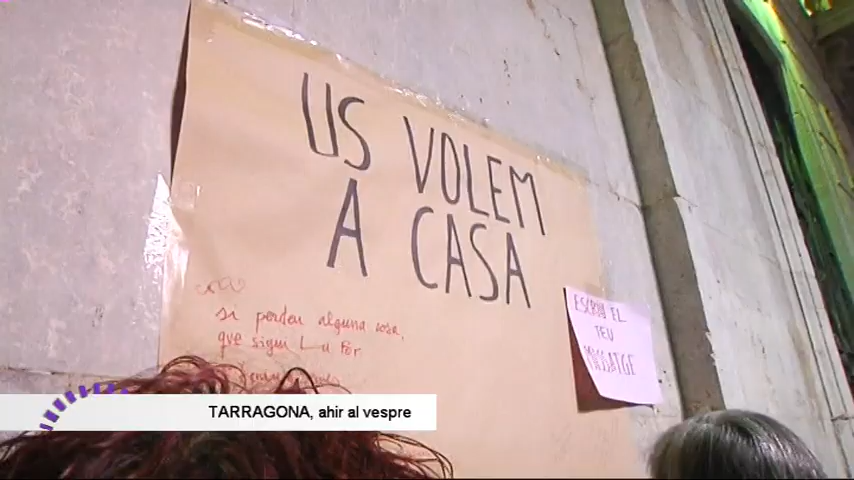 US VOLEM
A CASA
si perdeu alguna cosa,
que sigui La Por
ESCRIU EL
TEU
MISSATGE
TARRAGONA, ahir al vespre